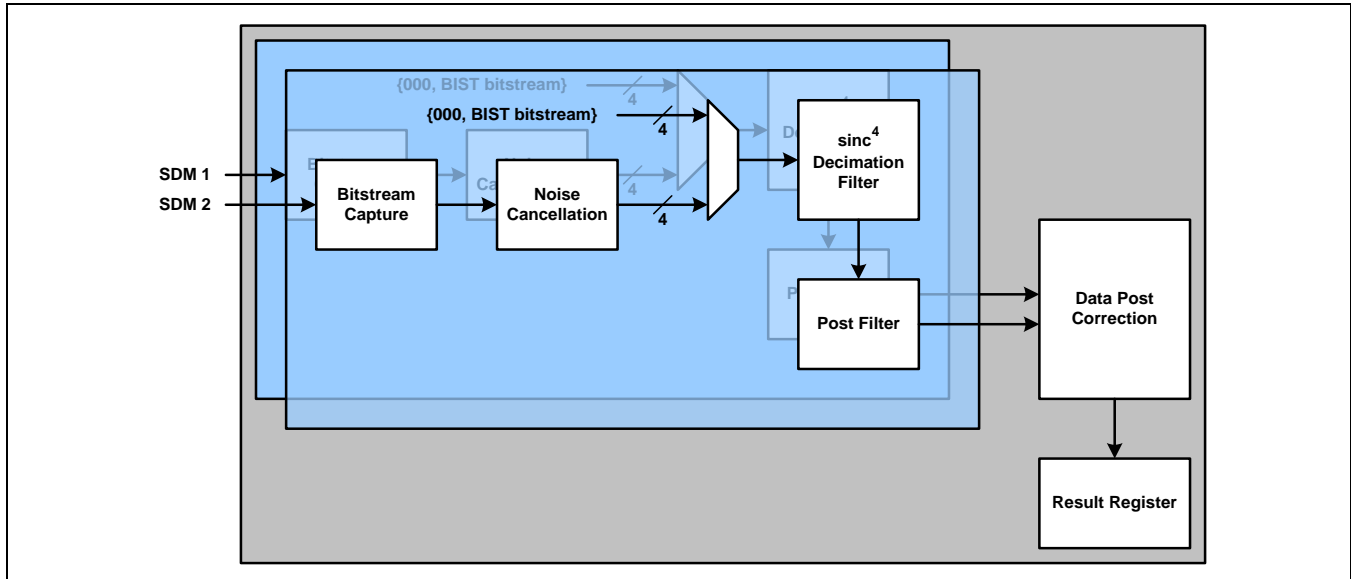 {000, BIST bitstream}
4
{000, BIST bitstream}
4
sinc4
Decimation
Filter
SDM 1
SDM 2
Bitstream
Capture
Noise
Cancellation
4
4
Post Filter
Data Post
Correction
Result Register